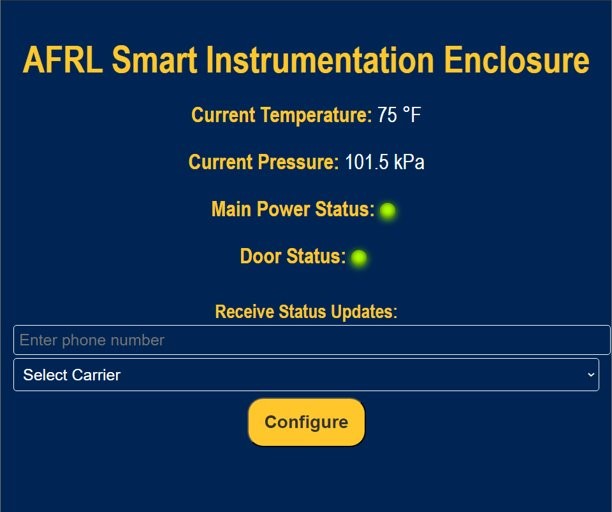 AFRL Smart Instrumentation Enclosure
Current Temperature: 75 °F
Current Pressure: 101.5 kPa
Main Power Status:
Door Status:
Receive Status Updates:
Enter phone number
Select Carrier
Configure